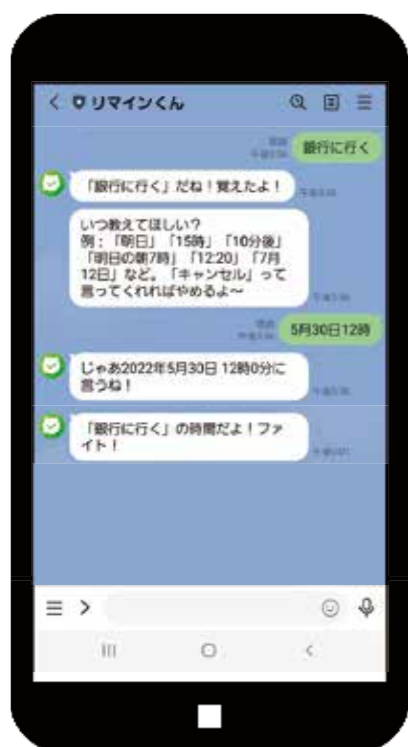 リマインくん
銀行に行く
「銀行に行く」だね!覚えたよ!
いつ教えてほしい?
例:「明日」「15時」「10分後」
「明日の朝7時」「12:20」「7月
12日」など。「キャンセル」って
言ってくれればやめるよ〜
5月30日12時
じゃあ2022年5月30日 12時0分に
言うね!
「銀行に行く」の時間だよ!ファ
イト!